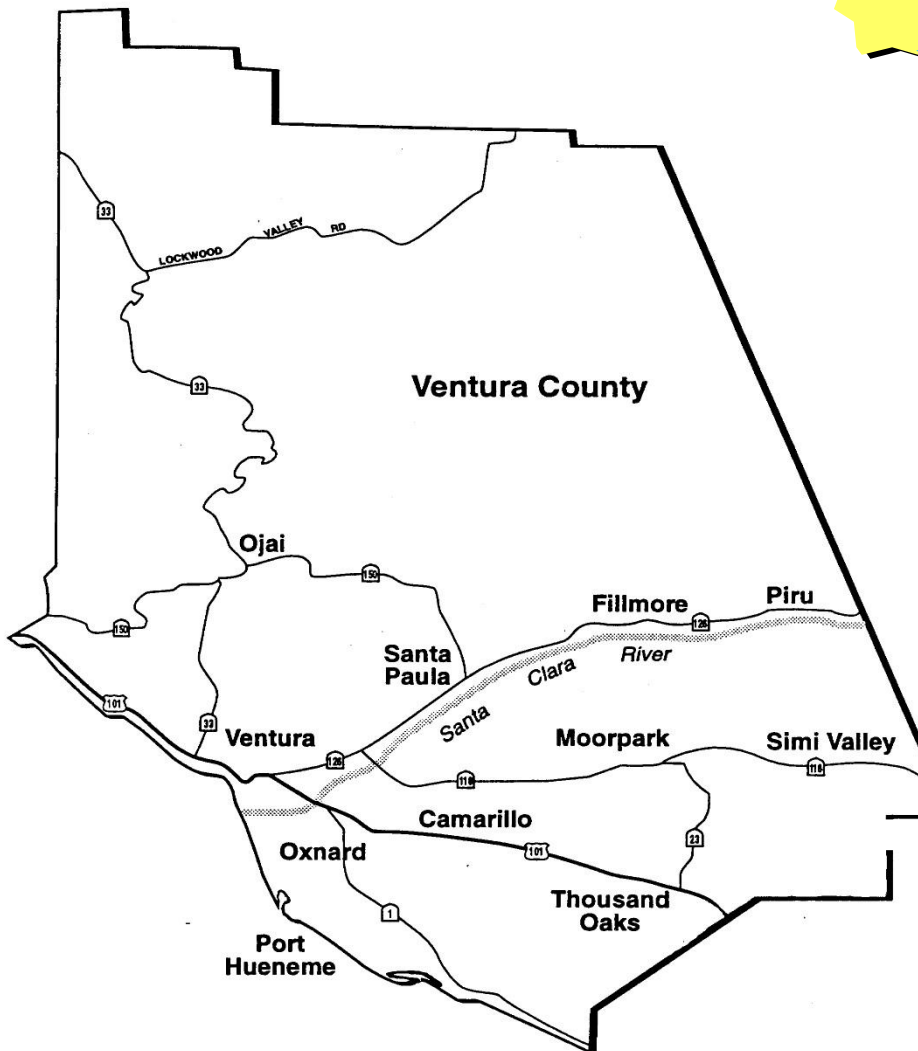 33
LOCKWOOD VALLEY RD
33
Ventura County
Ojai
150
150
Fillmore
126
Piru
Santa
Paula
Santa Clara River
101
33
Ventura
126
118
Moorpark
Simi Valley
118
Camarillo
Oxnard
101
23
Thousand
Oaks
1
Port
Hueneme